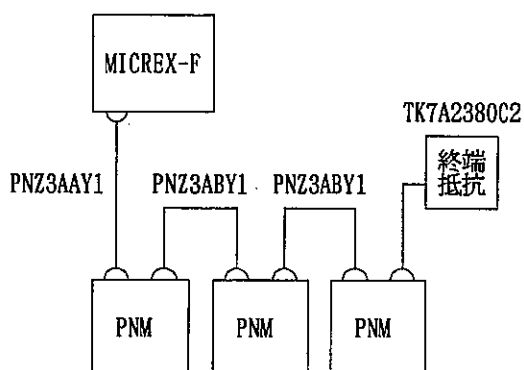 MICREX-F
TK7A2380C2
終端
抵抗
PNZ3AAY1
PNZ3ABY1
PNZ3ABY1
PNM
PNM
PNM